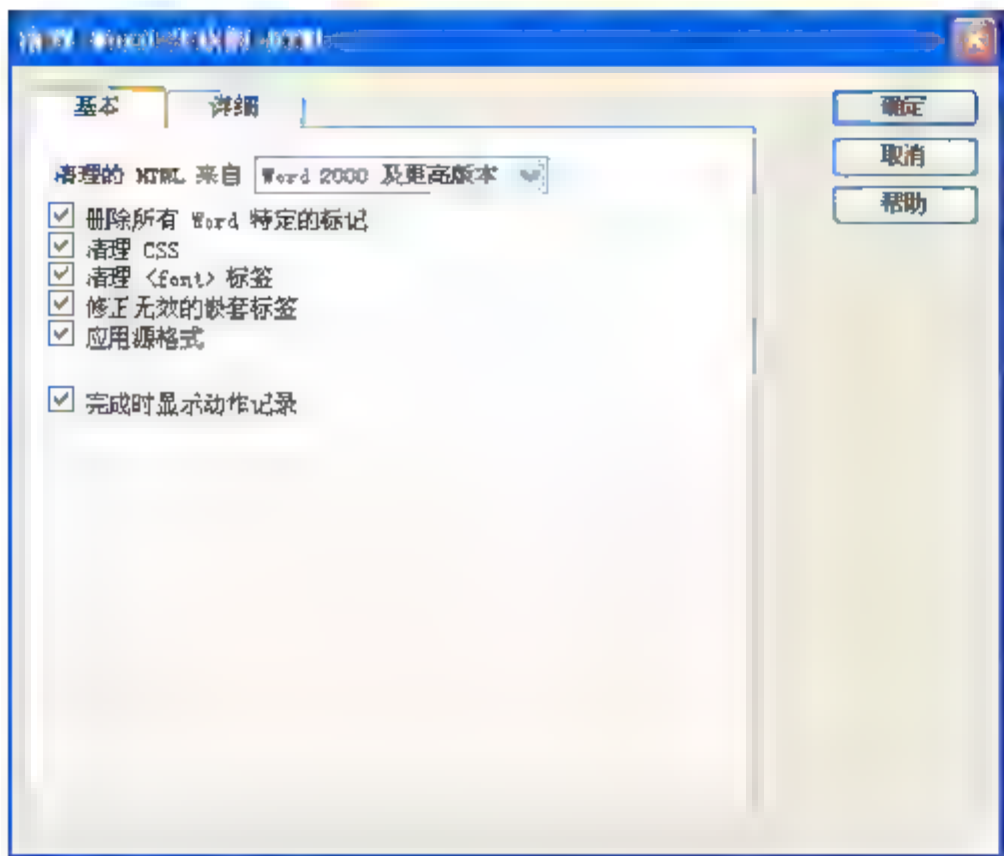 基本 详细
确定
取消
帮助
清理的 HTML 来自 Word 2000 及更高版本
删除所有 Word 特定的标记
清理 CSS
清理 <font> 标签
修正无效的嵌套标签
应用源格式
完成时显示动作记录